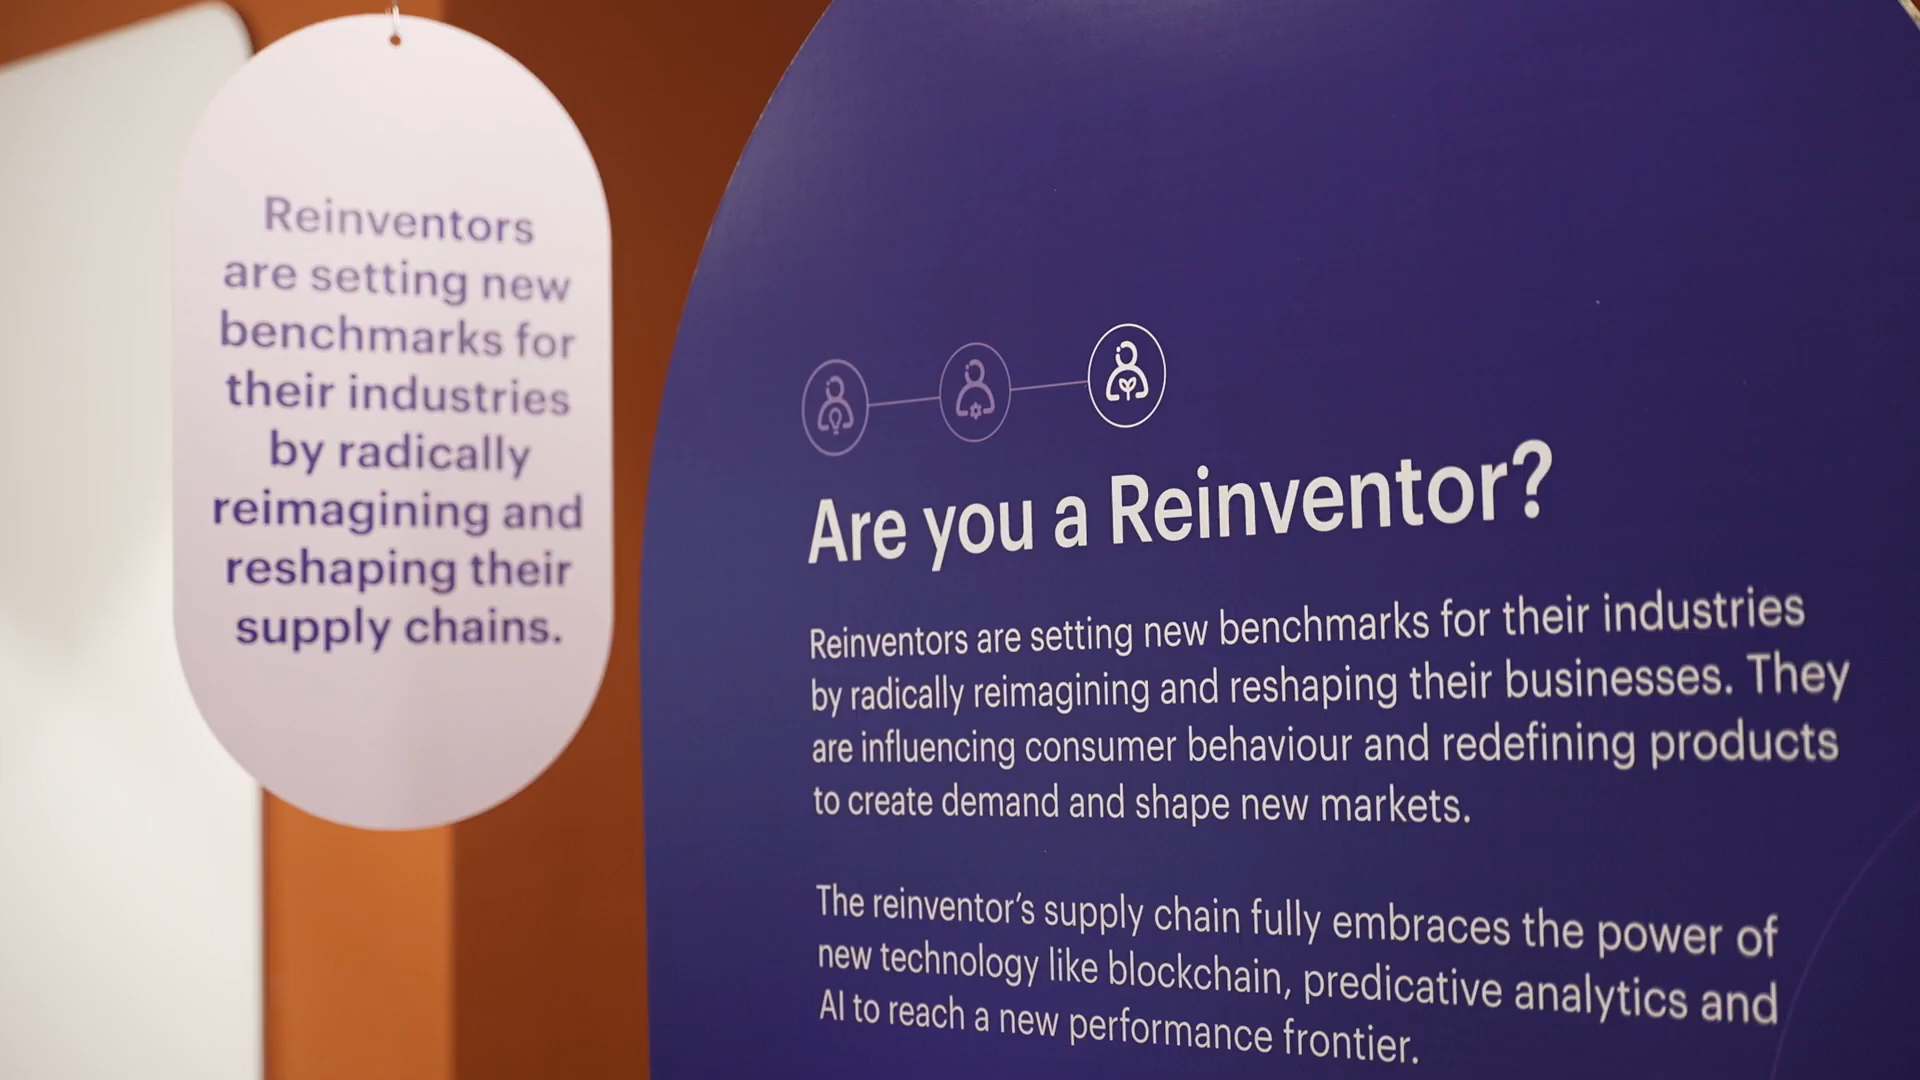 Reinventors
are setting new
benchmarks for
their industries
by radically
reimagining and
reshaping their
supply chains.
Are you a Reinventor?
Reinventors are setting new benchmarks for their industries
by radically reimagining and reshaping their businesses. They
are influencing consumer behaviour and redefining products
to create demand and shape new markets.
The reinventor's supply chain fully embraces the power of
new technology like blockchain, predicative analytics and
AI to reach a new performance frontier.